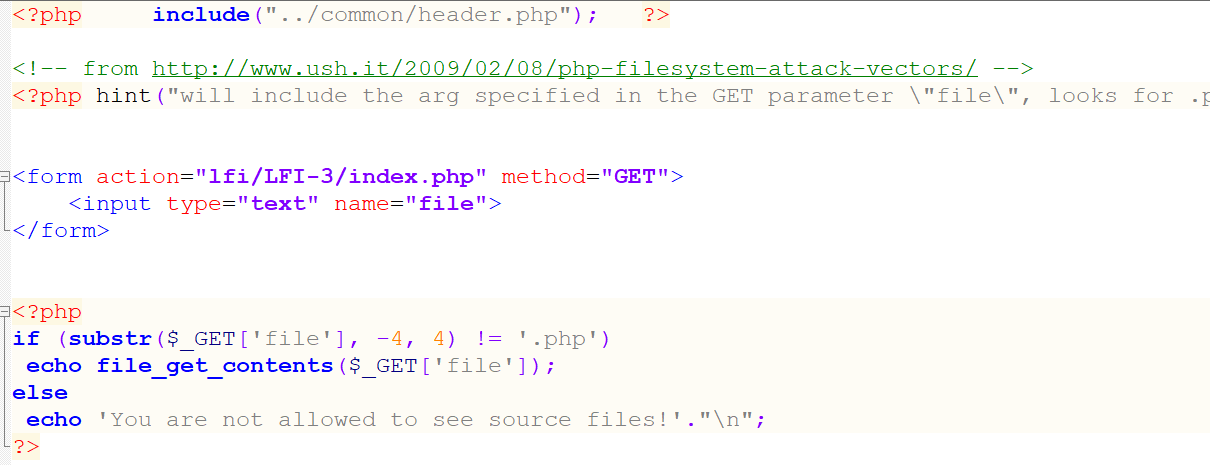 <?php     include("../common/header.php");   ?>
<!-- from http://www.ush.it/2009/02/08/php-filesystem-attack-vectors/ -->
<?php hint("will include the arg specified in the GET parameter \"file\", looks for .p
<form action="lfi/LFI-3/index.php" method="GET">
    <input type="text" name="file">
</form>
<?php
if (substr($_GET['file'], -4, 4) != '.php')
 echo file_get_contents($_GET['file']);
else
 echo 'You are not allowed to see source files!'."\n";
?>